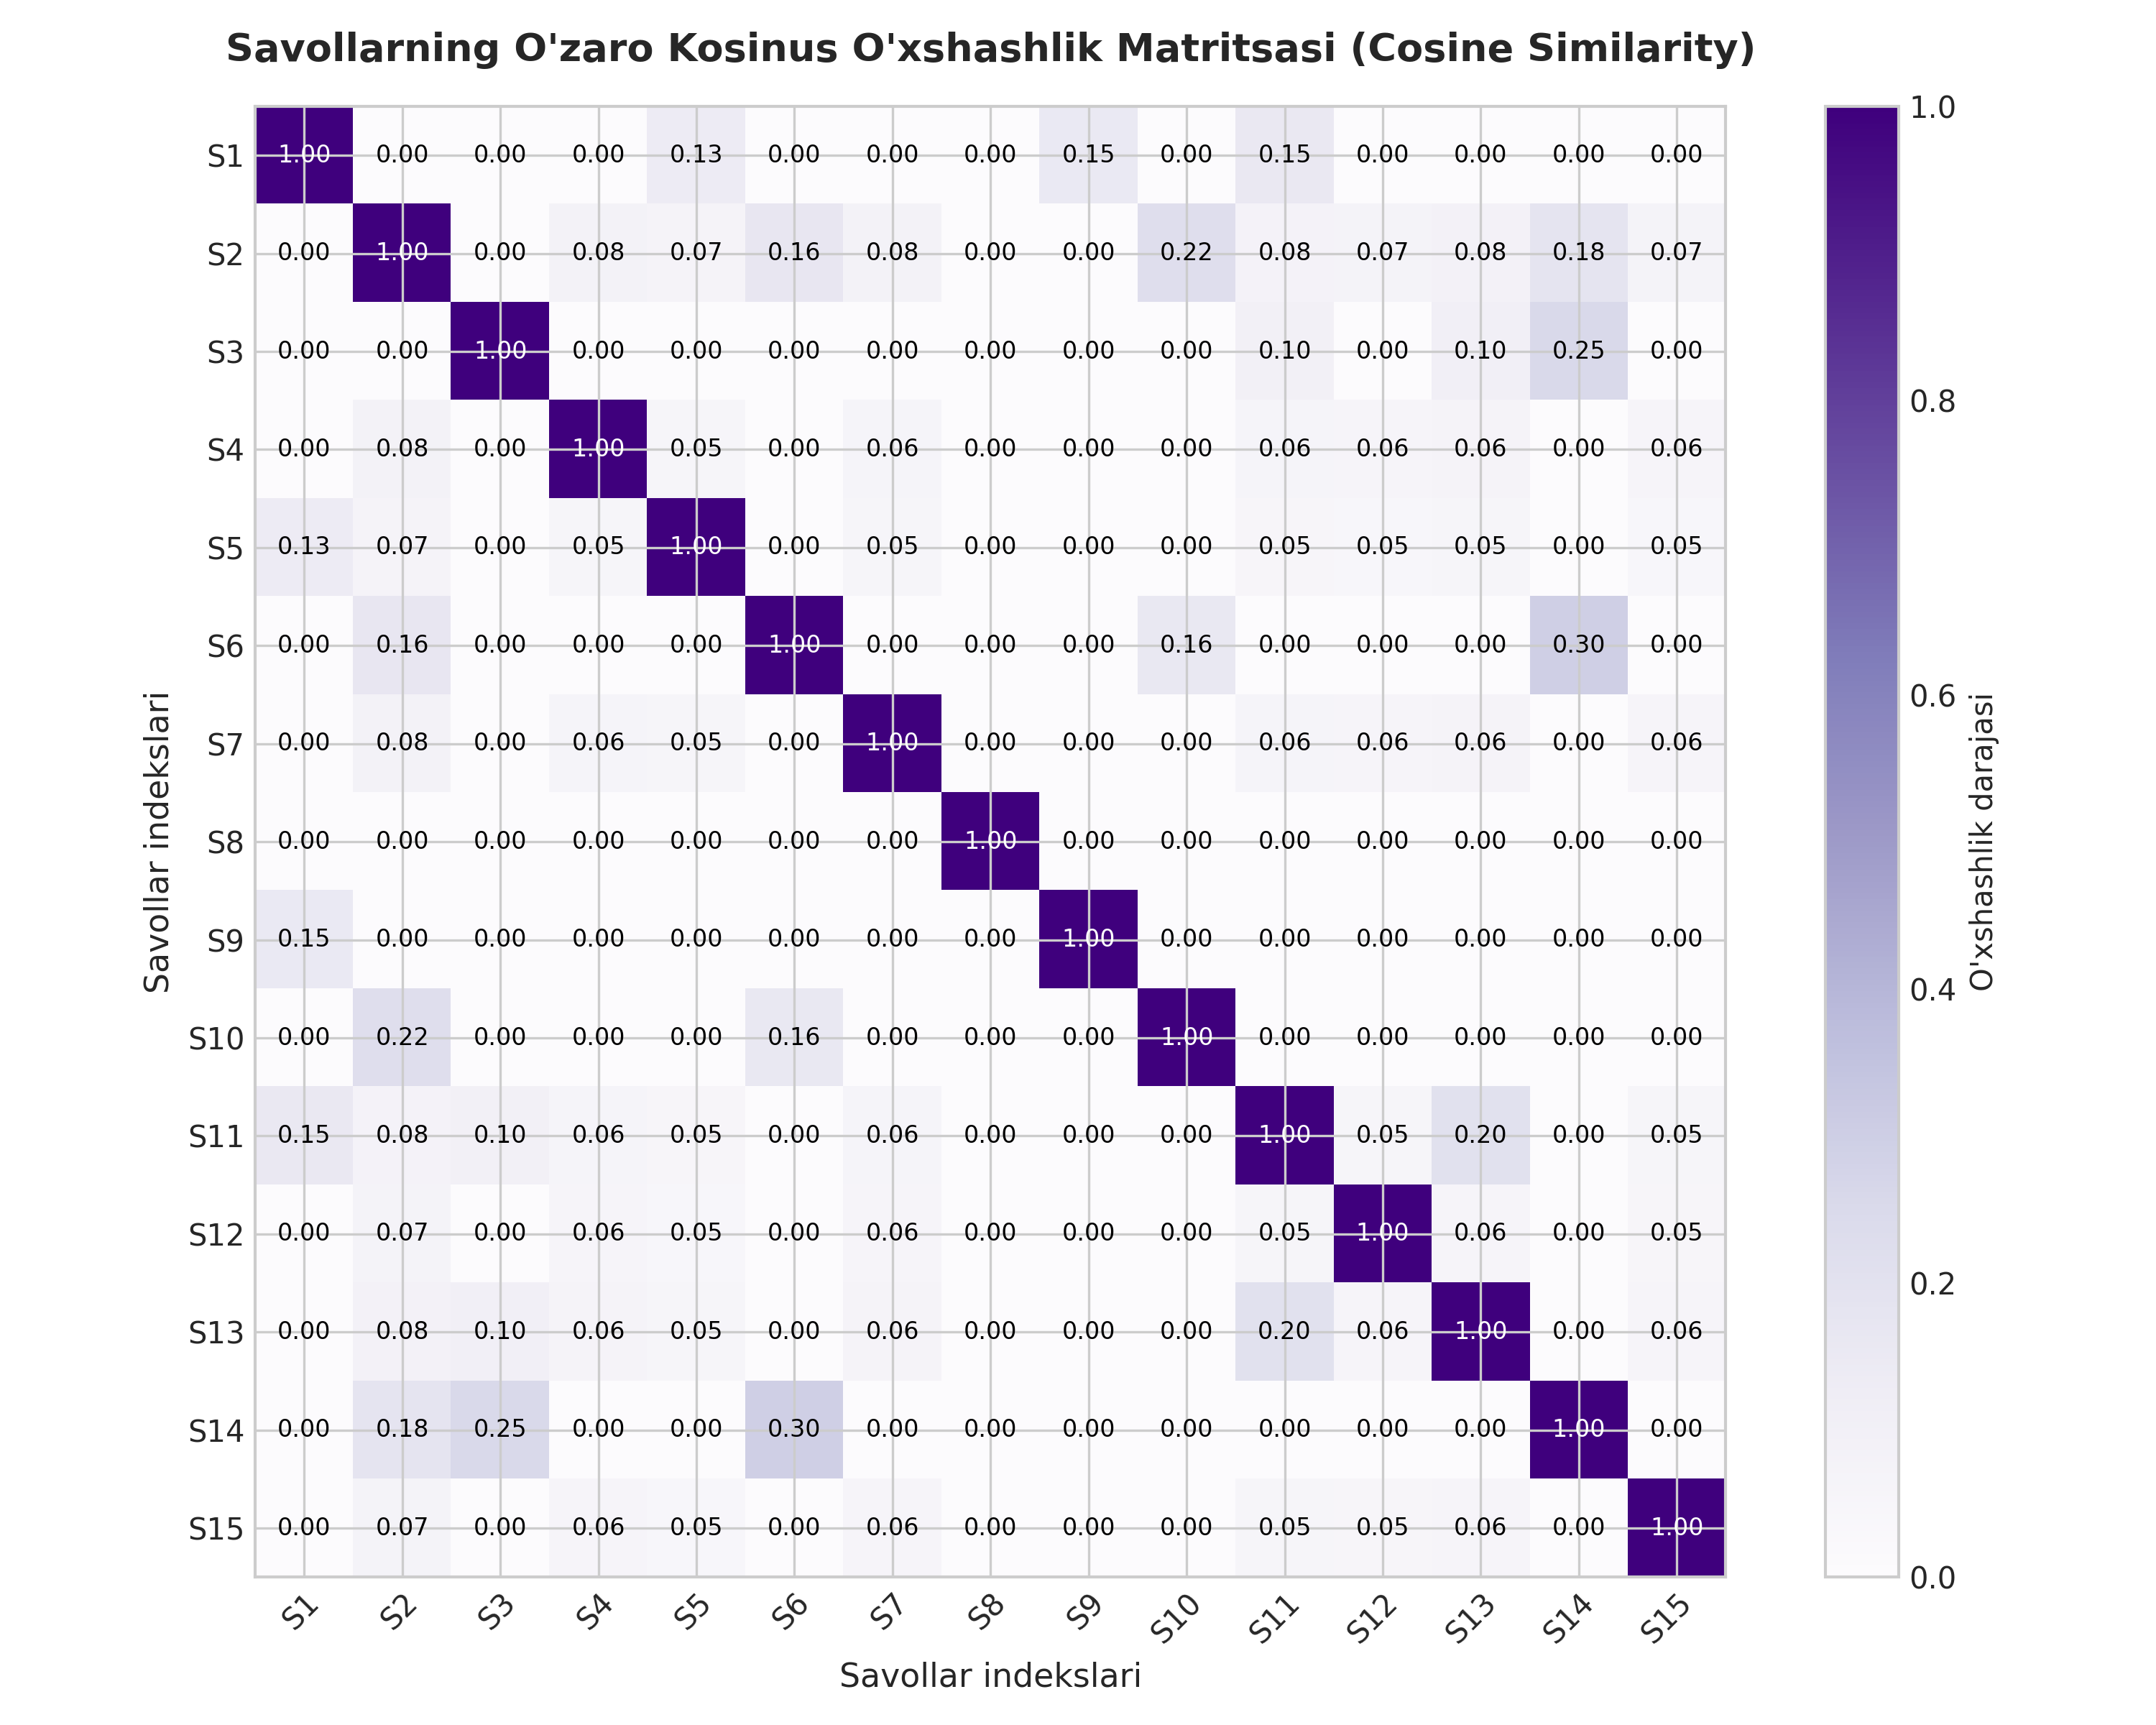 Savollarning O'zaro Kosinus O'xshashlik Matritsasi (Cosine Similarity)
S1 1.00 0.00 0.00 0.00 0.13 0.00 0.00 0.00 0.15 0.00 0.15 0.00 0.00 0.00 0.00
S2 0.00 1.00 0.00 0.08 0.07 0.16 0.08 0.00 0.00 0.22 0.08 0.07 0.08 0.18 0.07
S3 0.00 0.00 1.00 0.00 0.00 0.00 0.00 0.00 0.00 0.00 0.10 0.00 0.10 0.25 0.00
S4 0.00 0.08 0.00 1.00 0.05 0.00 0.06 0.00 0.00 0.00 0.06 0.06 0.06 0.00 0.06
S5 0.13 0.07 0.00 0.05 1.00 0.00 0.05 0.00 0.00 0.00 0.05 0.05 0.05 0.00 0.05
S6 0.00 0.16 0.00 0.00 0.00 1.00 0.00 0.00 0.00 0.16 0.00 0.00 0.00 0.30 0.00
S7 0.00 0.08 0.00 0.06 0.05 0.00 1.00 0.00 0.00 0.00 0.06 0.06 0.06 0.00 0.06
S8 0.00 0.00 0.00 0.00 0.00 0.00 0.00 1.00 0.00 0.00 0.00 0.00 0.00 0.00 0.00
S9 0.15 0.00 0.00 0.00 0.00 0.00 0.00 0.00 1.00 0.00 0.00 0.00 0.00 0.00 0.00
S10 0.00 0.22 0.00 0.00 0.00 0.16 0.00 0.00 0.00 1.00 0.00 0.00 0.00 0.00 0.00
S11 0.15 0.08 0.10 0.06 0.05 0.00 0.06 0.00 0.00 0.00 1.00 0.05 0.20 0.00 0.05
S12 0.00 0.07 0.00 0.06 0.05 0.00 0.06 0.00 0.00 0.00 0.05 1.00 0.06 0.00 0.05
S13 0.00 0.08 0.10 0.06 0.05 0.00 0.06 0.00 0.00 0.00 0.20 0.06 1.00 0.00 0.06
S14 0.00 0.18 0.25 0.00 0.00 0.30 0.00 0.00 0.00 0.00 0.00 0.00 0.00 1.00 0.00
S15 0.00 0.07 0.00 0.06 0.05 0.00 0.06 0.00 0.00 0.00 0.05 0.05 0.06 0.00 1.00
S1 S2 S3 S4 S5 S6 S7 S8 S9 S10 S11 S12 S13 S14 S15
Savollar indekslari
Savollar indekslari
1.0
0.8
0.6
0.4
0.2
0.0
O'xshashlik darajasi